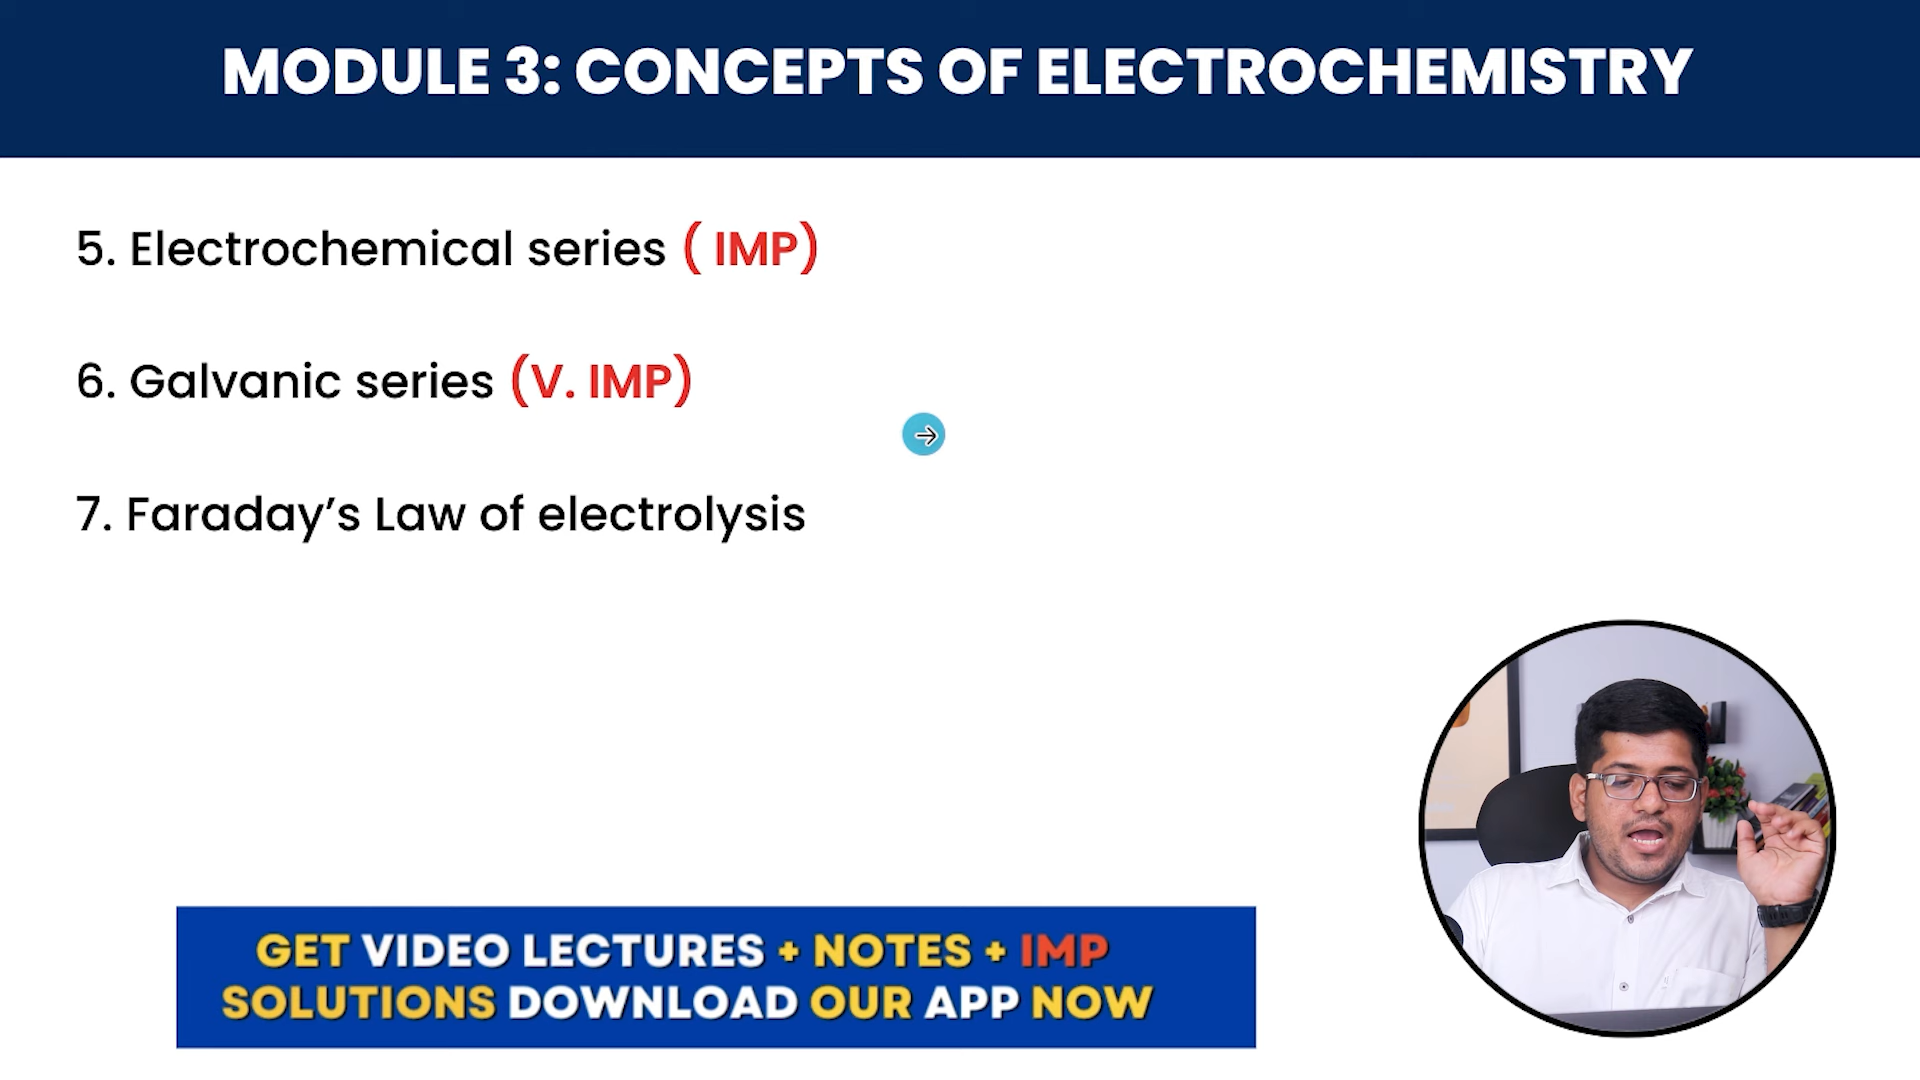 MODULE 3: CONCEPTS OF ELECTROCHEMISTRY
5. Electrochemical series ( IMP)
6. Galvanic series (V. IMP)
7. Faraday’s Law of electrolysis
GET VIDEO LECTURES + NOTES + IMP
SOLUTIONS DOWNLOAD OUR APP NOW